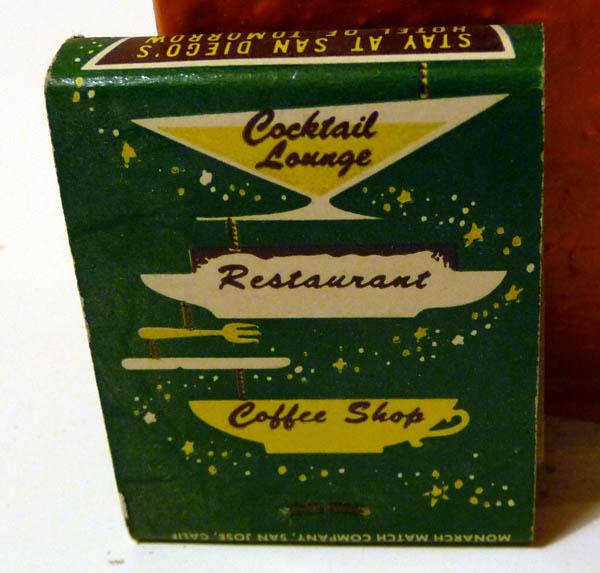 STAY AT SAN DIEGO'S
HOTEL OF TOMORROW
Cocktail
Lounge
Restaurant
Coffee Shop
MONARCH MATCH COMPANY, SAN JOSE, CALIF